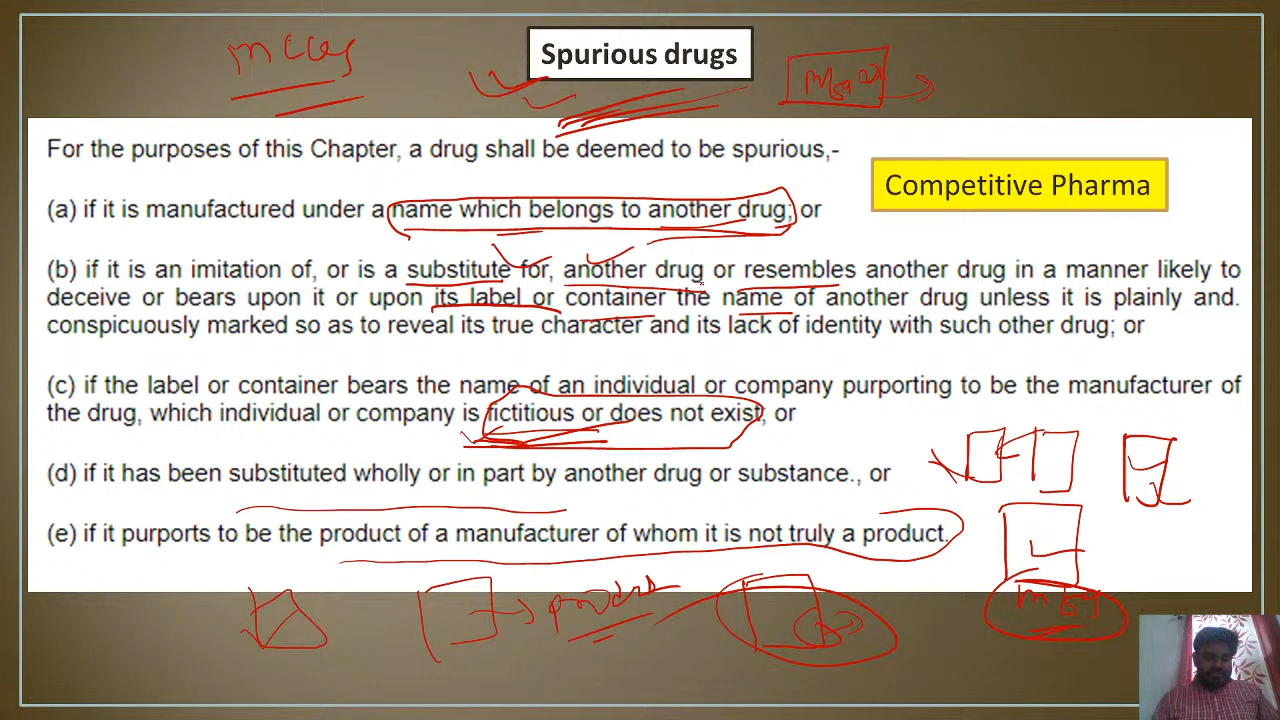 mCQs
Spurious drugs
For the purposes of this Chapter, a drug shall be deemed to be spurious,-
Competitive Pharma
(a) if it is manufactured under a name which belongs to another drug; or
(b) if it is an imitation of, or is a substitute for, another drug or resembles another drug in a manner likely to
deceive or bears upon it or upon its label or container the name of another drug unless it is plainly and.
conspicuously marked so as to reveal its true character and its lack of identity with such other drug; or
(c) if the label or container bears the name of an individual or company purporting to be the manufacturer of
the drug, which individual or company is fictitious or does not exist; or
(d) if it has been substituted wholly or in part by another drug or substance., or
(e) if it purports to be the product of a manufacturer of whom it is not truly a product.
product